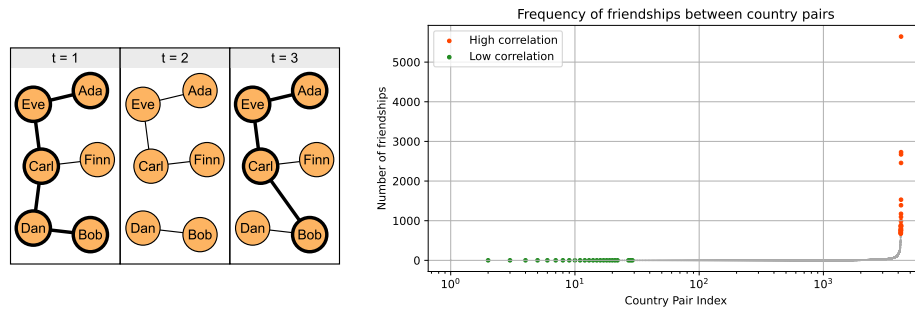 t = 1
t = 2
t = 3
Eve
Ada
Carl
Finn
Dan
Bob
Eve
Ada
Carl
Finn
Dan
Bob
Eve
Ada
Carl
Finn
Dan
Bob
Frequency of friendships between country pairs
High correlation
Low correlation
Number of friendships
5000
4000
3000
2000
1000
0
10⁰
10¹
10²
10³
Country Pair Index